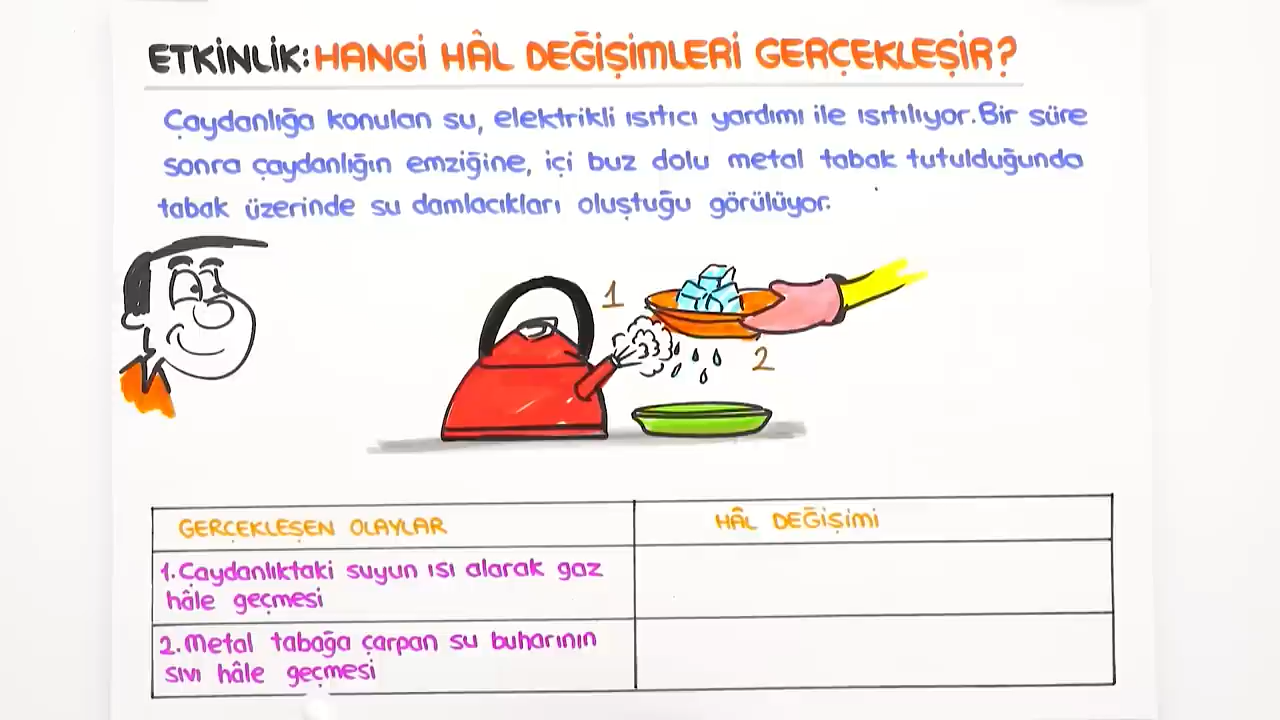 ETKİNLİK: HANGİ HÂL DEĞİŞİMLERİ GERÇEKLEŞİR?
Çaydanlığa konulan su, elektrikli ısıtıcı yardımı ile ısıtılıyor. Bir süre
sonra çaydanlığın emziğine, içi buz dolu metal tabak tutulduğunda
tabak üzerinde su damlacıkları oluştuğu görülüyor.
1
2
GERÇEKLEŞEN OLAYLAR
HÂL DEĞİŞİMİ
1. Çaydanlıktaki suyun ısı alarak gaz
hâle geçmesi
2. Metal tabağa çarpan su buharının
sıvı hâle geçmesi